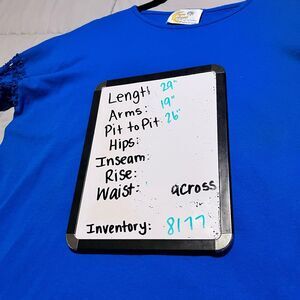 Length 29"
Arms: 19"
Pit to Pit 26"
Hips:
Inseam:
Rise:
Waist: across
Inventory: 8177